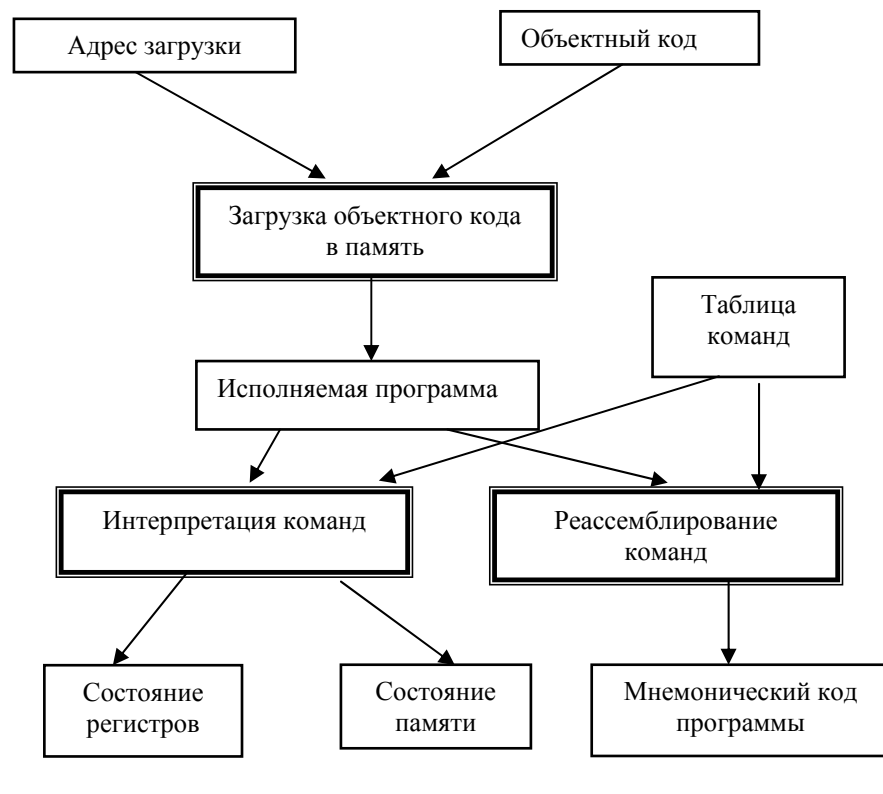 Адрес загрузки
Объектный код
Загрузка объектного кода
в память
Таблица
команд
Исполняемая программа
Интерпретация команд
Реассемблирование
команд
Состояние
регистров
Состояние
памяти
Мнемонический код
программы